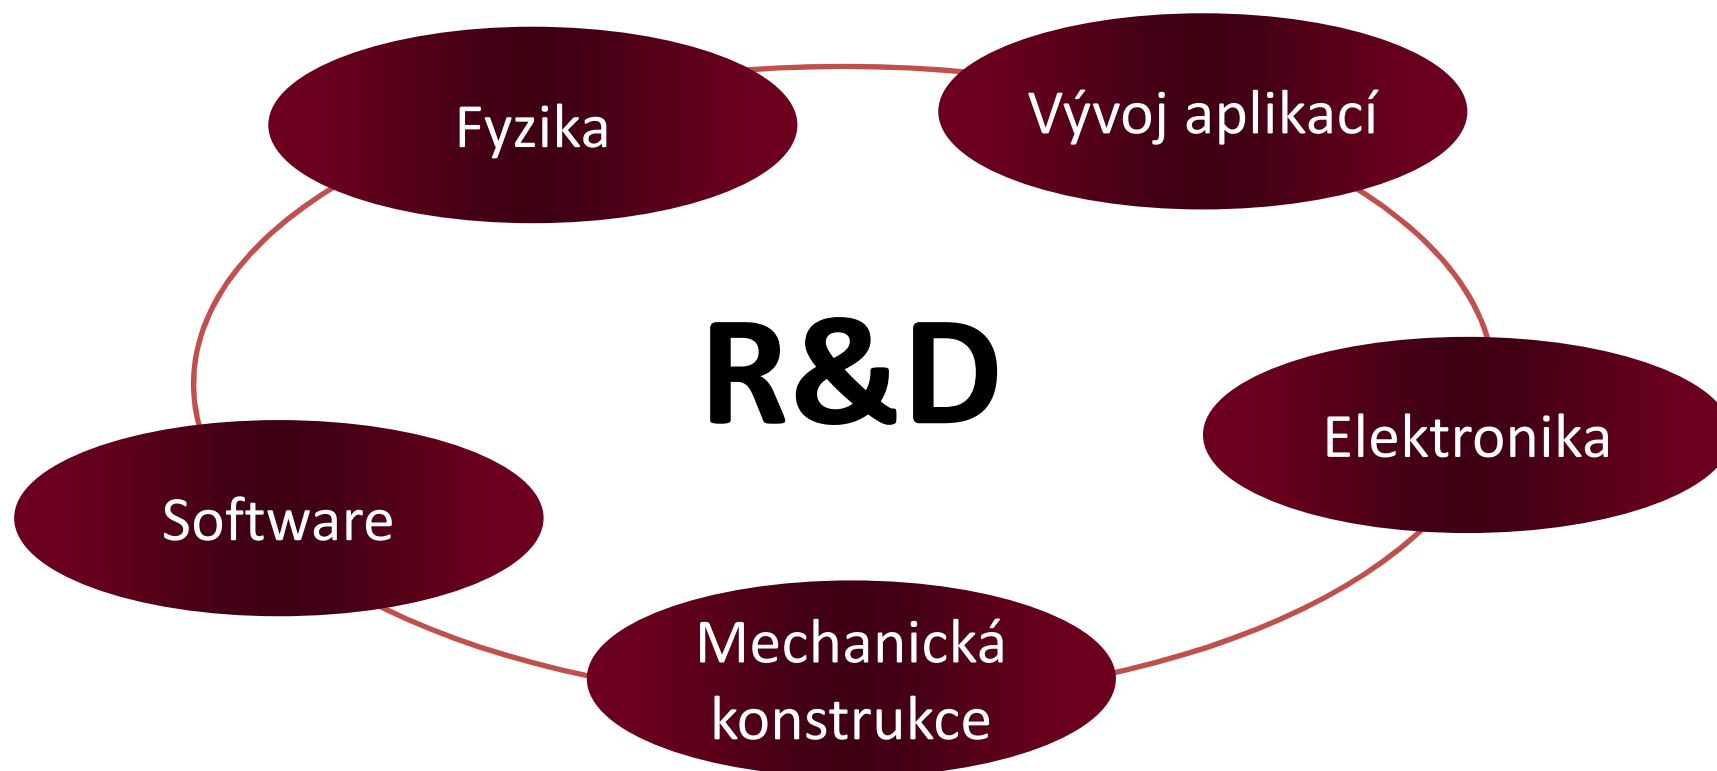 Fyzika
Vývoj aplikací
R&D
Elektronika
Software
Mechanická
konstrukce